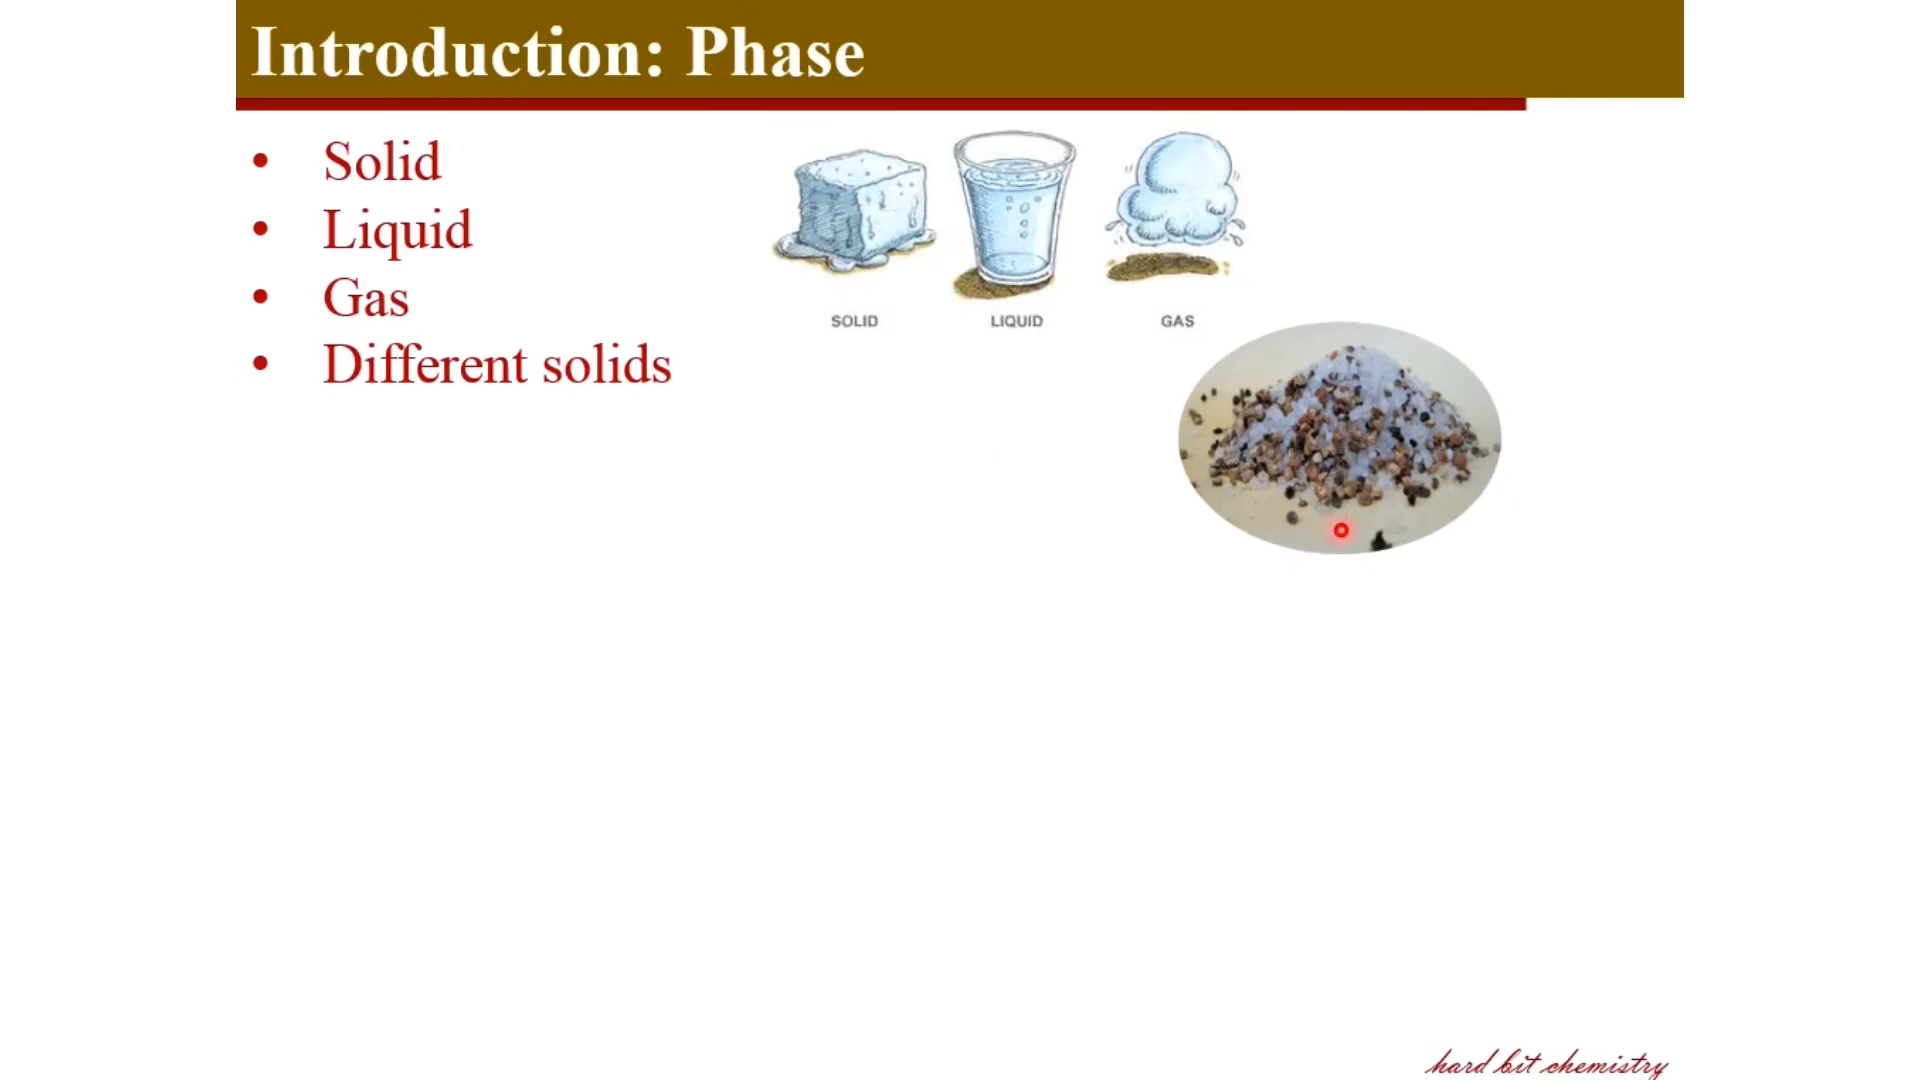 Introduction: Phase
• Solid
• Liquid
• Gas
• Different solids
SOLID LIQUID GAS
hard bit chemistry